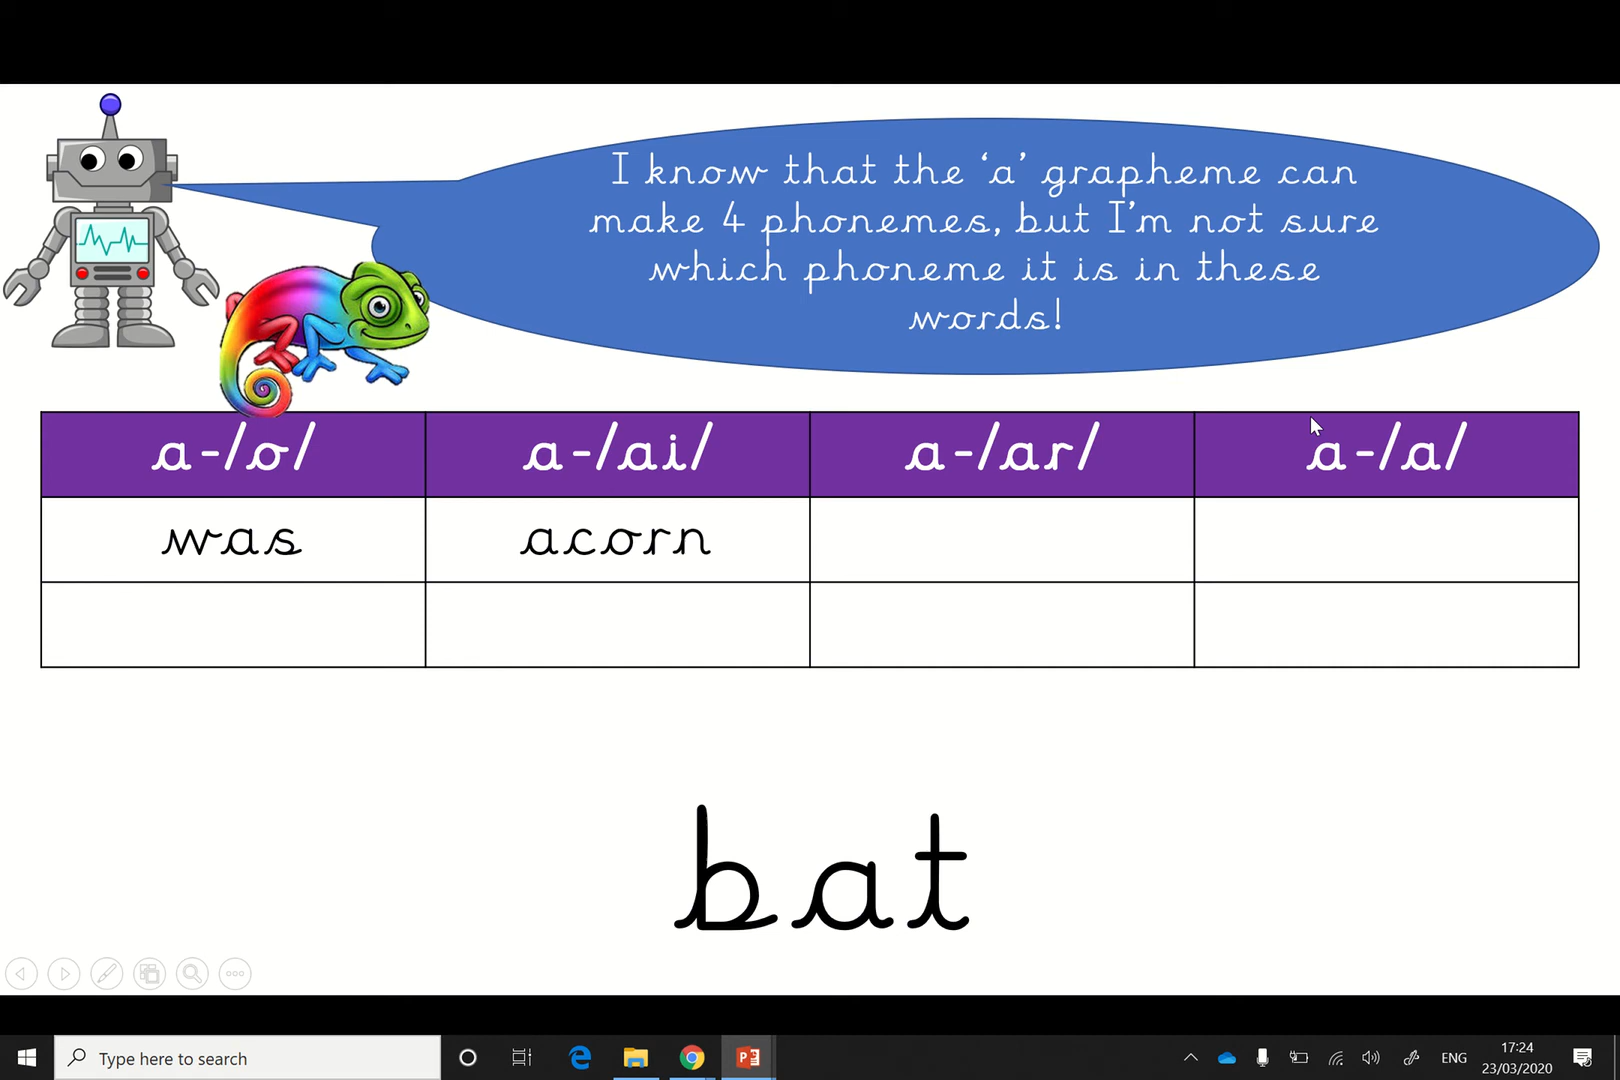 I know that the ‘a’ grapheme can
make 4 phonemes, but I’m not sure
which phoneme it is in these
words!
a-/o/ a-/ai/ a-/ar/ a-/a/
was acorn
bat
Type here to search
ENG
17:24
23/03/2020